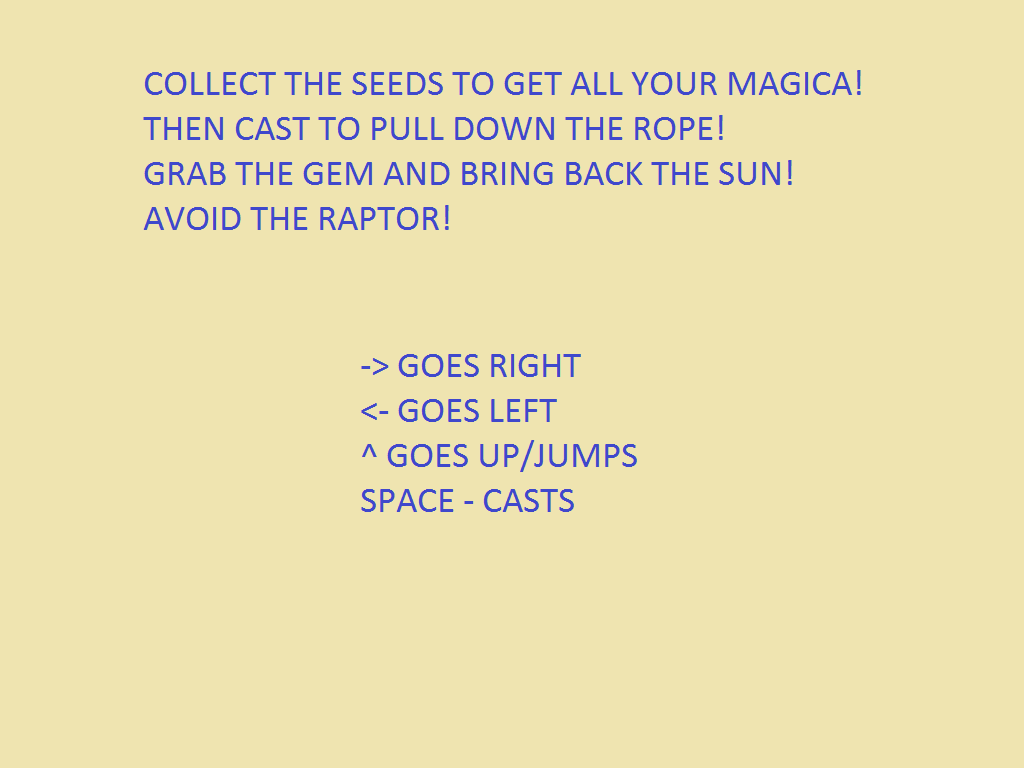 COLLECT THE SEEDS TO GET ALL YOUR MAGICA!
THEN CAST TO PULL DOWN THE ROPE!
GRAB THE GEM AND BRING BACK THE SUN!
AVOID THE RAPTOR!
-> GOES RIGHT
<- GOES LEFT
^ GOES UP/JUMPS
SPACE - CASTS